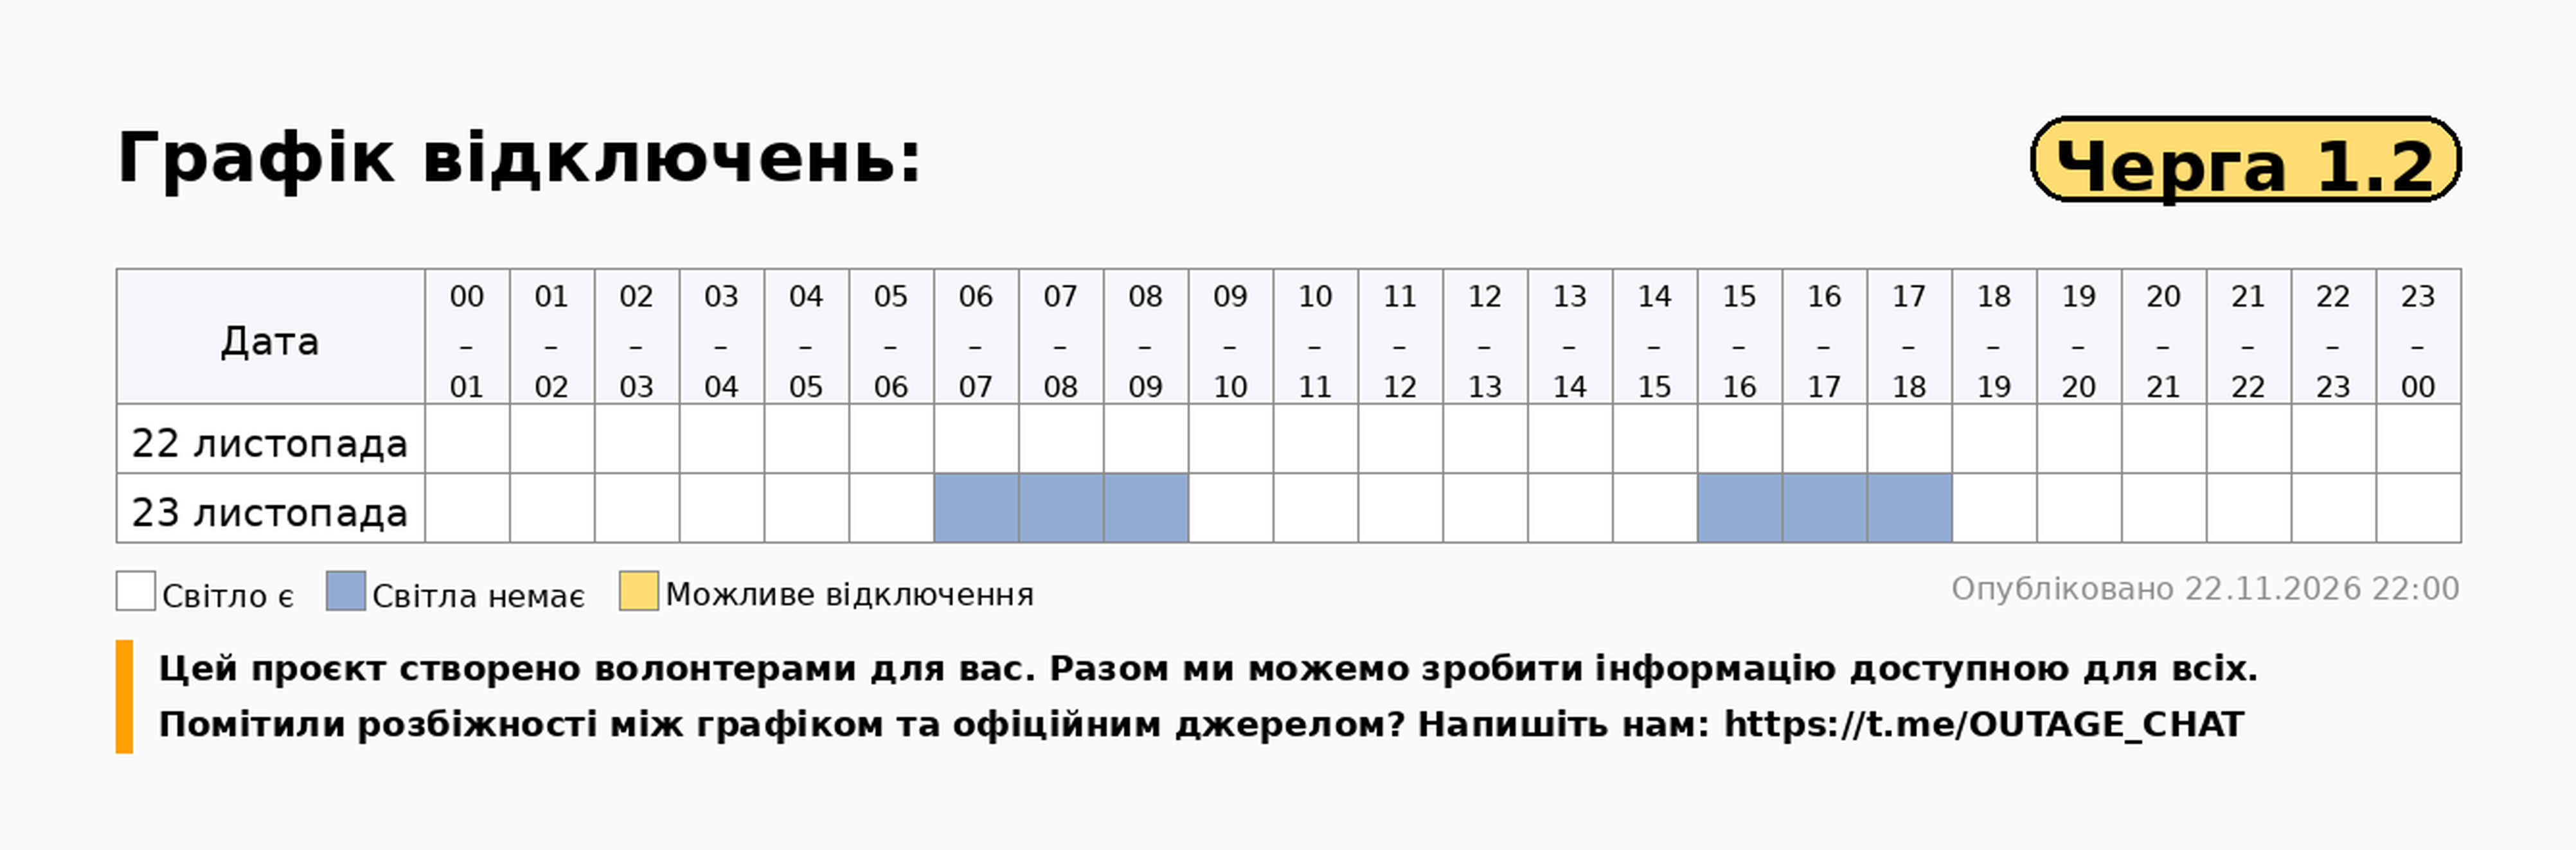 Графік відключень:
Черга 1.2
Дата 00 – 01 01 – 02 02 – 03 03 – 04 04 – 05 05 – 06 06 – 07 07 – 08 08 – 09 09 – 10 10 – 11 11 – 12 12 – 13 13 – 14 14 – 15 15 – 16 16 – 17 17 – 18 18 – 19 19 – 20 20 – 21 21 – 22 22 – 23 23 – 00
22 листопада
23 листопада
Світло є Світла немає Можливе відключення
Опубліковано 22.11.2026 22:00
Цей проєкт створено волонтерами для вас. Разом ми можемо зробити інформацію доступною для всіх.
Помітили розбіжності між графіком та офіційним джерелом? Напишіть нам: https://t.me/OUTAGE_CHAT